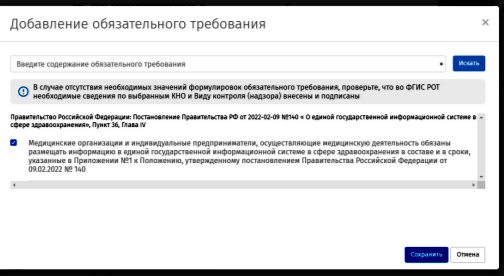 Добавление обязательного требования
×
Введите содержание обязательного требования
Искать
В случае отсутствия необходимых значений формулировок обязательного требования, проверьте, что во ФГИС РОТ
необходимые сведения по выбранным КНО и Виду контроля (надзора) внесены и подписаны
Правительство Российской Федерации: Постановление Правительства РФ от 2022-02-09 №140 « О единой государственной информационной системе в
сфере здравоохранения», Пункт 36, Глава IV
Медицинские организации и индивидуальные предприниматели, осуществляющие медицинскую деятельность обязаны
размещать информацию в единой государственной информационной системе в сфере здравоохранения в составе и в сроки,
указанные в Приложении №1 к Положению, утвержденному постановлением Правительства Российской Федерации от
09.02.2022 № 140
Сохранить
Отмена